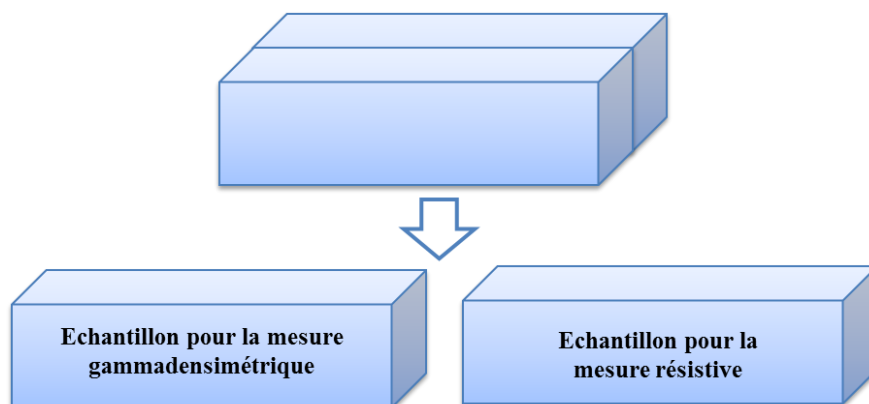 Echantillon pour la mesure
gammadensimétrique
Echantillon pour la
mesure résistive